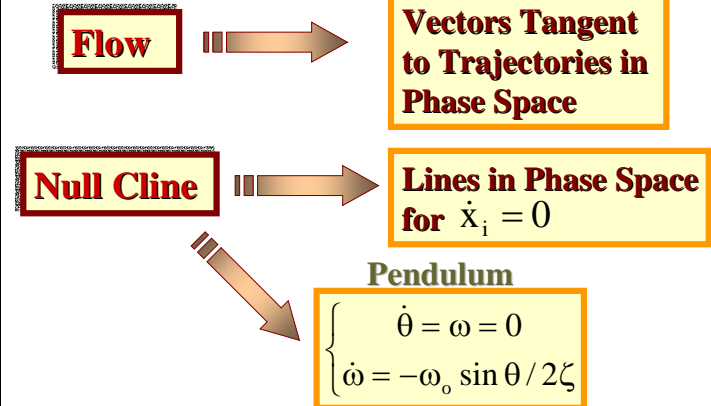 Flow
Vectors Tangent
to Trajectories in
Phase Space
Null Cline
Lines in Phase Space
for ẋᵢ = 0
Pendulum
θ̇ = ω = 0
ω̇ = −ωₒ sin θ / 2ζ